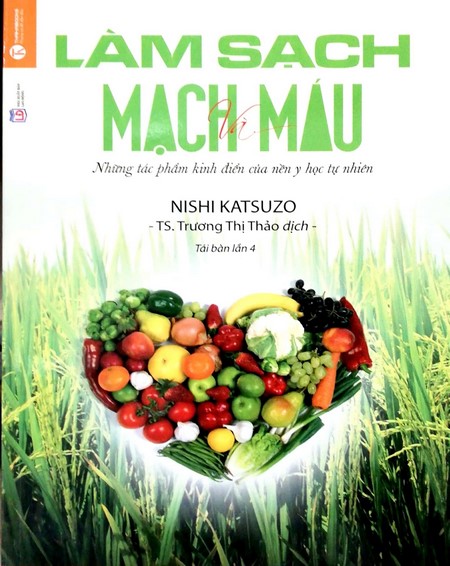 LÀM SẠCH
MẠCH Và MÁU
Những tác phẩm kinh điển của nền y học tự nhiên
NISHI KATSUZO
- TS. Trương Thị Thảo dịch -
Tái bản lần 4